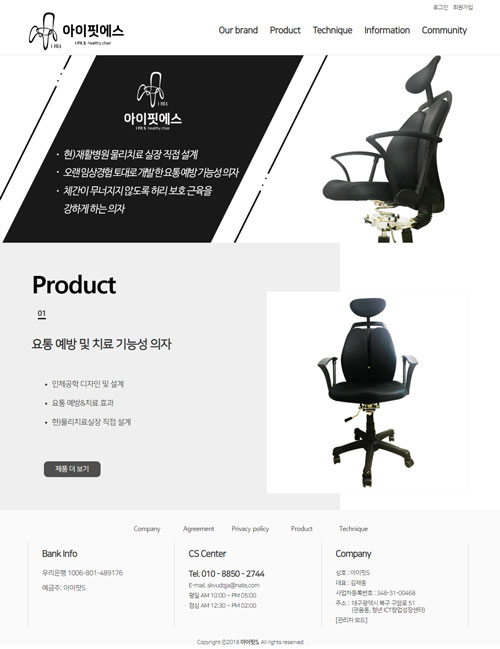 로그인 회원가입
아이핏에스
I Fit S healthy chair
Our brand Product Technique Information Community
아이핏에스
I Fit S healthy chair
· 현)재활병원 물리치료 실장 직접 설계
· 오랜 임상경험 토대로 개발한 요통 예방 기능성 의자
· 체간이 무너지지 않도록 허리 보호 근육을
강하게 하는 의자
Product
01
요통 예방 및 치료 기능성 의자
• 인체공학 디자인 및 설계
• 요통 예방&치료 효과
• 현)물리치료실장 직접 설계
제품 더 보기
Company Agreement Privacy policy Product Technique
Bank Info
우리은행 1006-801-489176
예금주: 아이핏S
CS Center
Tel. 010 - 8850 - 2744
E-mail. skvudqja@nate.com
평일 AM 10:00 ~ PM 05:00
점심 AM 12:30 ~ PM 02:00
Company
상호 : 아이핏S
대표 : 김재동
사업자등록번호 : 348-31-00468
주소 : 대구광역시 북구 구암로 51
(관음동, 청년 ICT창업성장센터)
[관리자 모드]
Copyright ⓒ2018 아이핏S. All rights reserved.